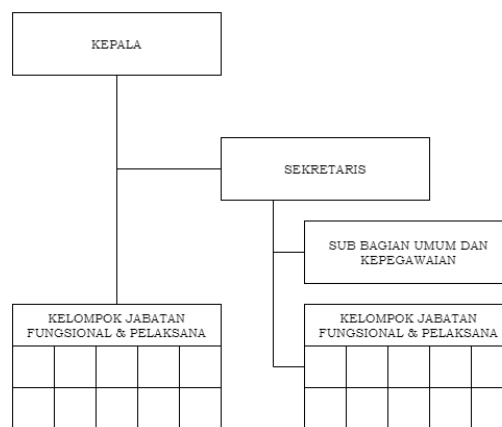 KEPALA
SEKRETARIS
SUB BAGIAN UMUM DAN
KEPEGAWAIAN
KELOMPOK JABATAN
FUNGSIONAL & PELAKSANA
KELOMPOK JABATAN
FUNGSIONAL & PELAKSANA